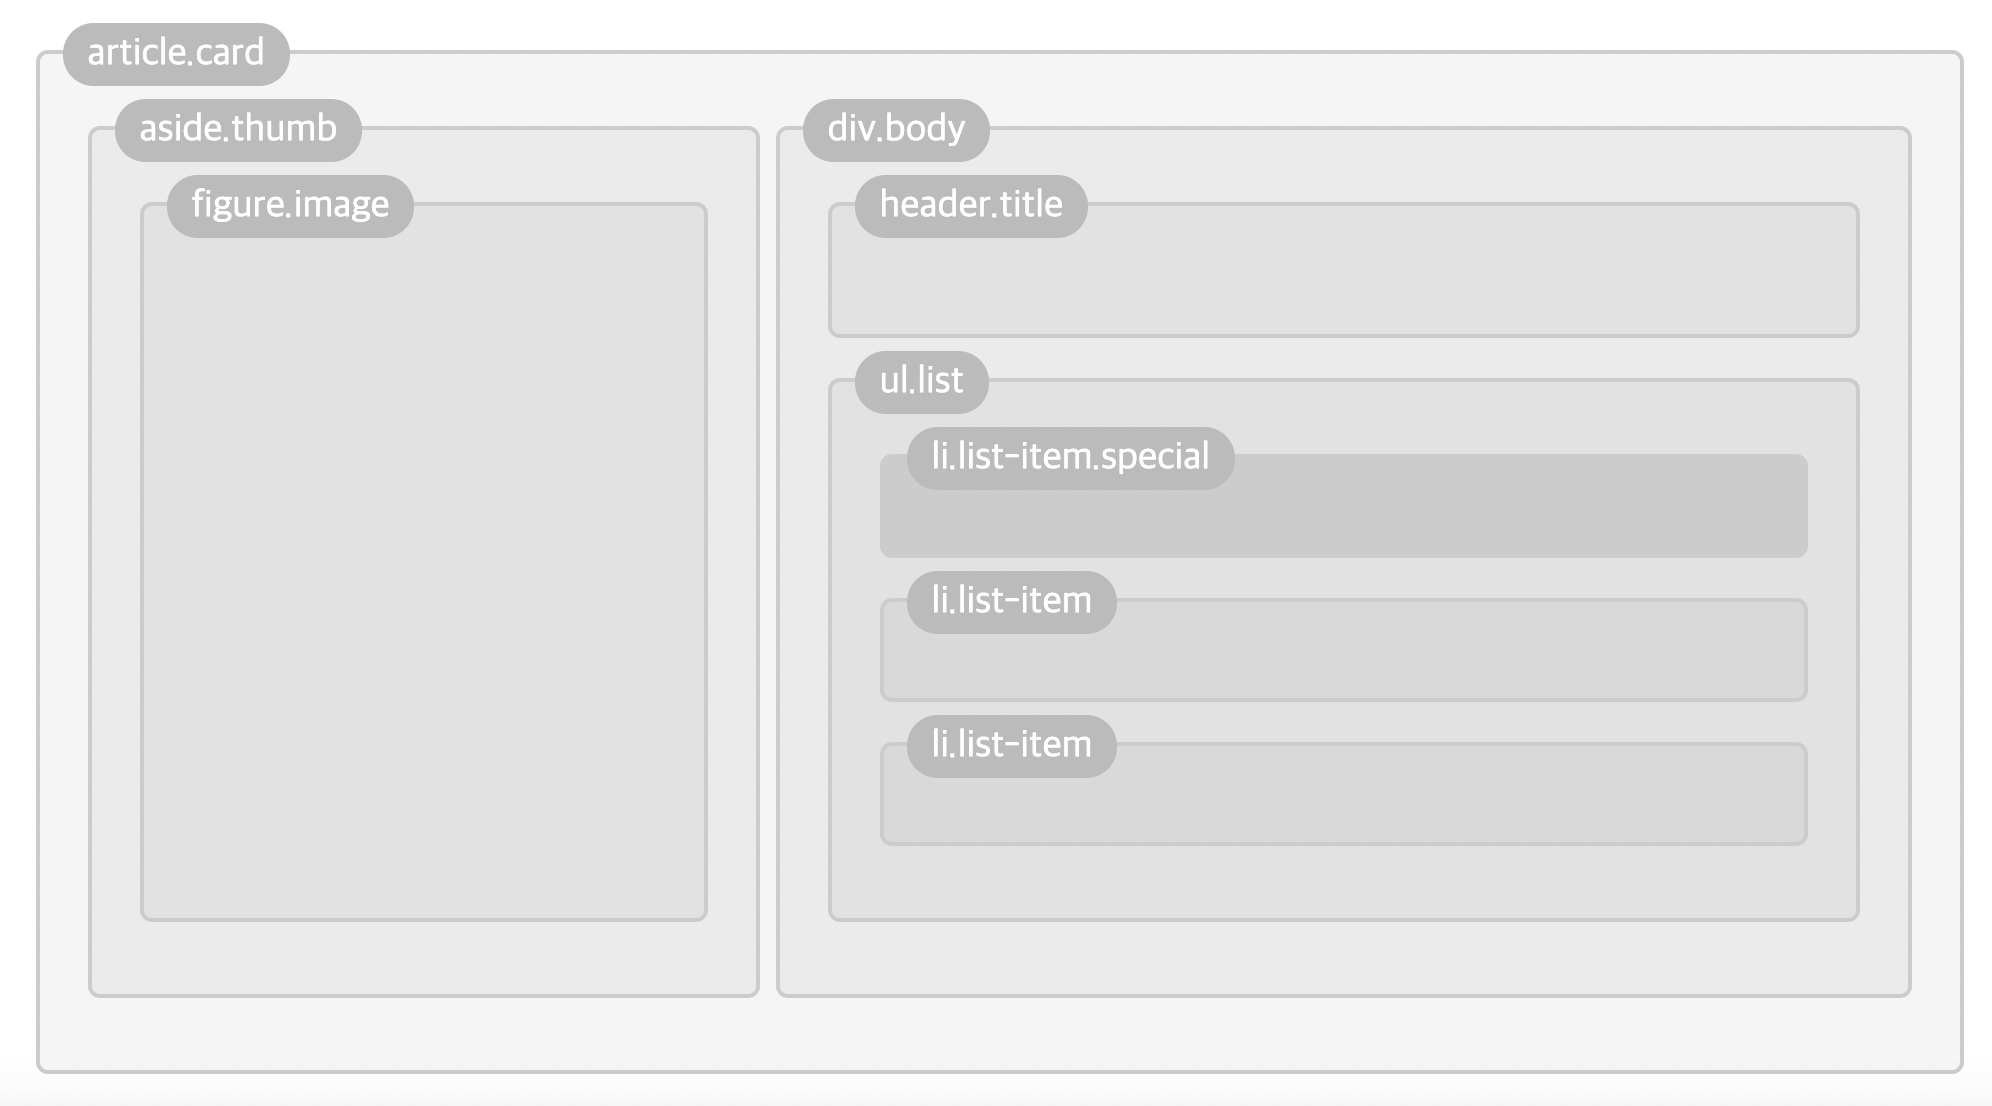 article.card
aside.thumb
figure.image
div.body
header.title
ul.list
li.list-item.special
li.list-item
li.list-item